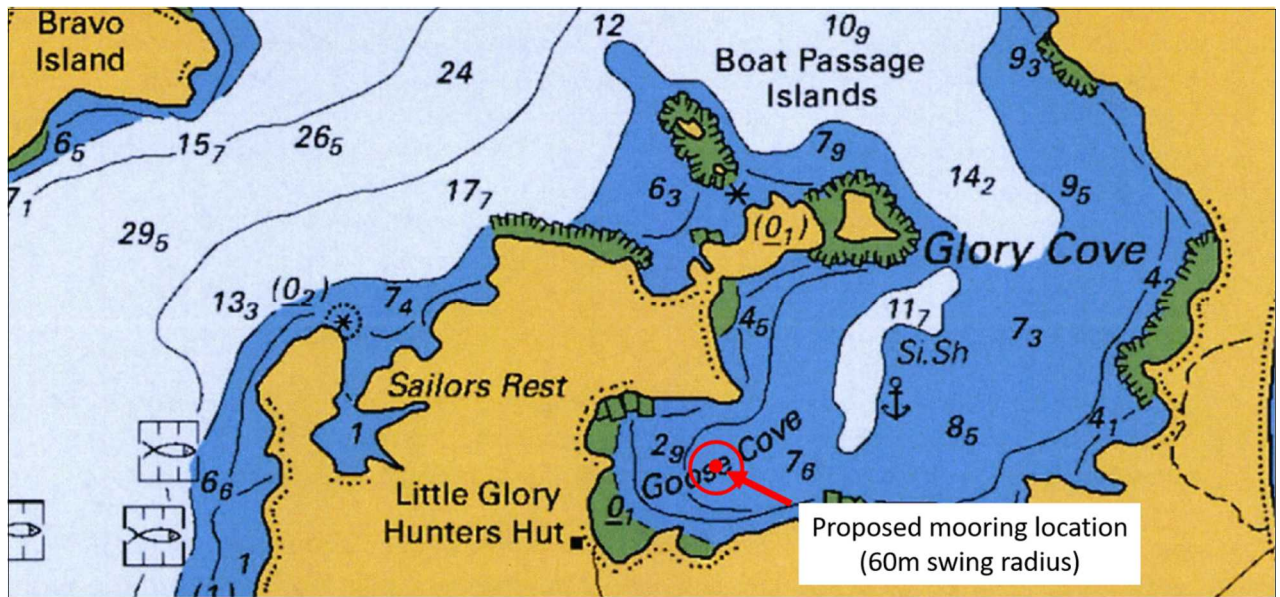 Bravo
Island
12
10₉
9₃
24
Boat Passage
Islands
6₅
15₇
26₅
7₉
7₁
17₇
6₃
14₂
9₅
29₅
(0₁)
Glory Cove
4₂
13₃
(0₂)
7₄
4₅
11₇
7₃
Si.Sh
Sailors Rest
1
2₉
Goose Cove
7₆
8₅
4₁
6₆
Little Glory
Hunters Hut
0₁
1
(1)
Proposed mooring location
(60m swing radius)